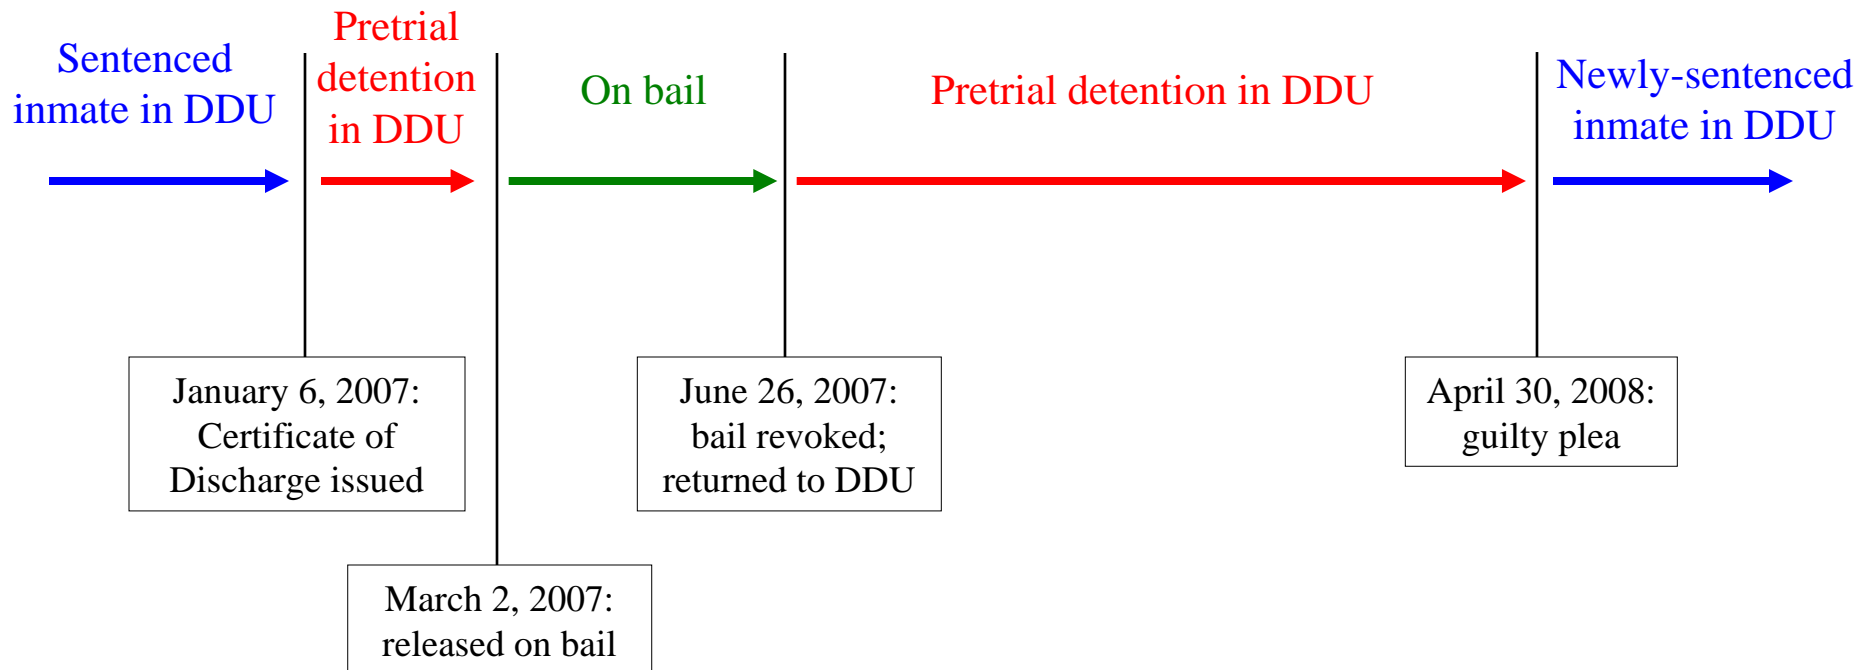 Sentenced
inmate in DDU
Pretrial
detention
in DDU
On bail
Pretrial detention in DDU
Newly-sentenced
inmate in DDU
January 6, 2007:
Certificate of
Discharge issued
March 2, 2007:
released on bail
June 26, 2007:
bail revoked;
returned to DDU
April 30, 2008:
guilty plea